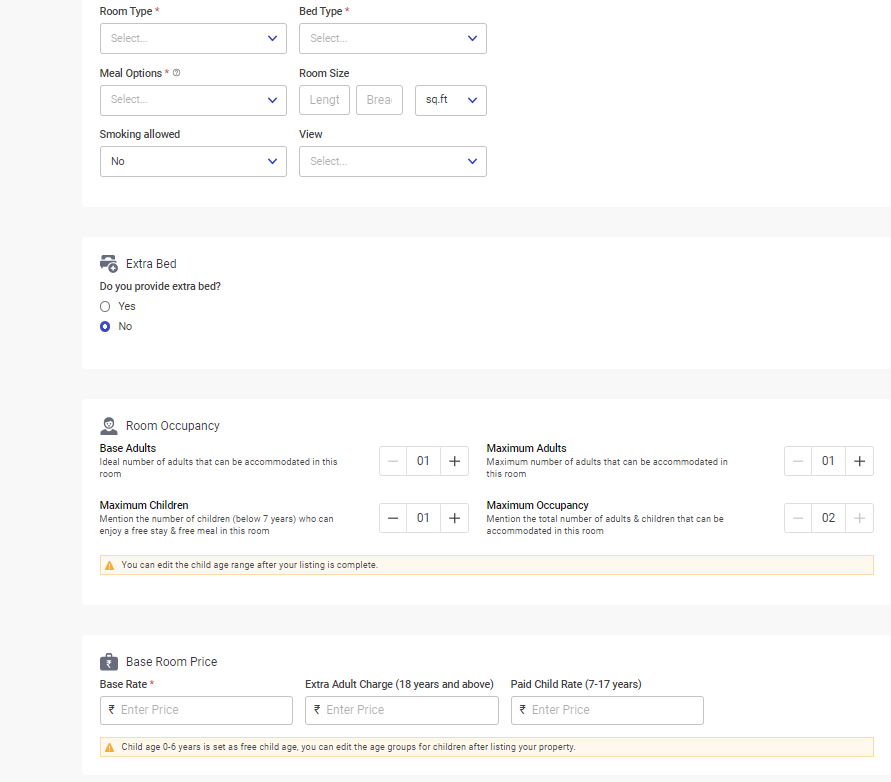 Room Type *
Bed Type *
Select...
Select...
Meal Options *
Room Size
Select...
Lengt
Brea
sq.ft
Smoking allowed
View
No
Select...
Extra Bed
Do you provide extra bed?
Yes
No
Room Occupancy
Base Adults
Ideal number of adults that can be accommodated in this
room
01
Maximum Adults
Maximum number of adults that can be accommodated in
this room
01
Maximum Children
Mention the number of children (below 7 years) who can
enjoy a free stay & free meal in this room
01
Maximum Occupancy
Mention the total number of adults & children that can be
accommodated in this room
02
You can edit the child age range after your listing is complete.
Base Room Price
Base Rate *
Extra Adult Charge (18 years and above)
Paid Child Rate (7-17 years)
₹ Enter Price
₹ Enter Price
₹ Enter Price
Child age 0-6 years is set as free child age, you can edit the age groups for children after listing your property.